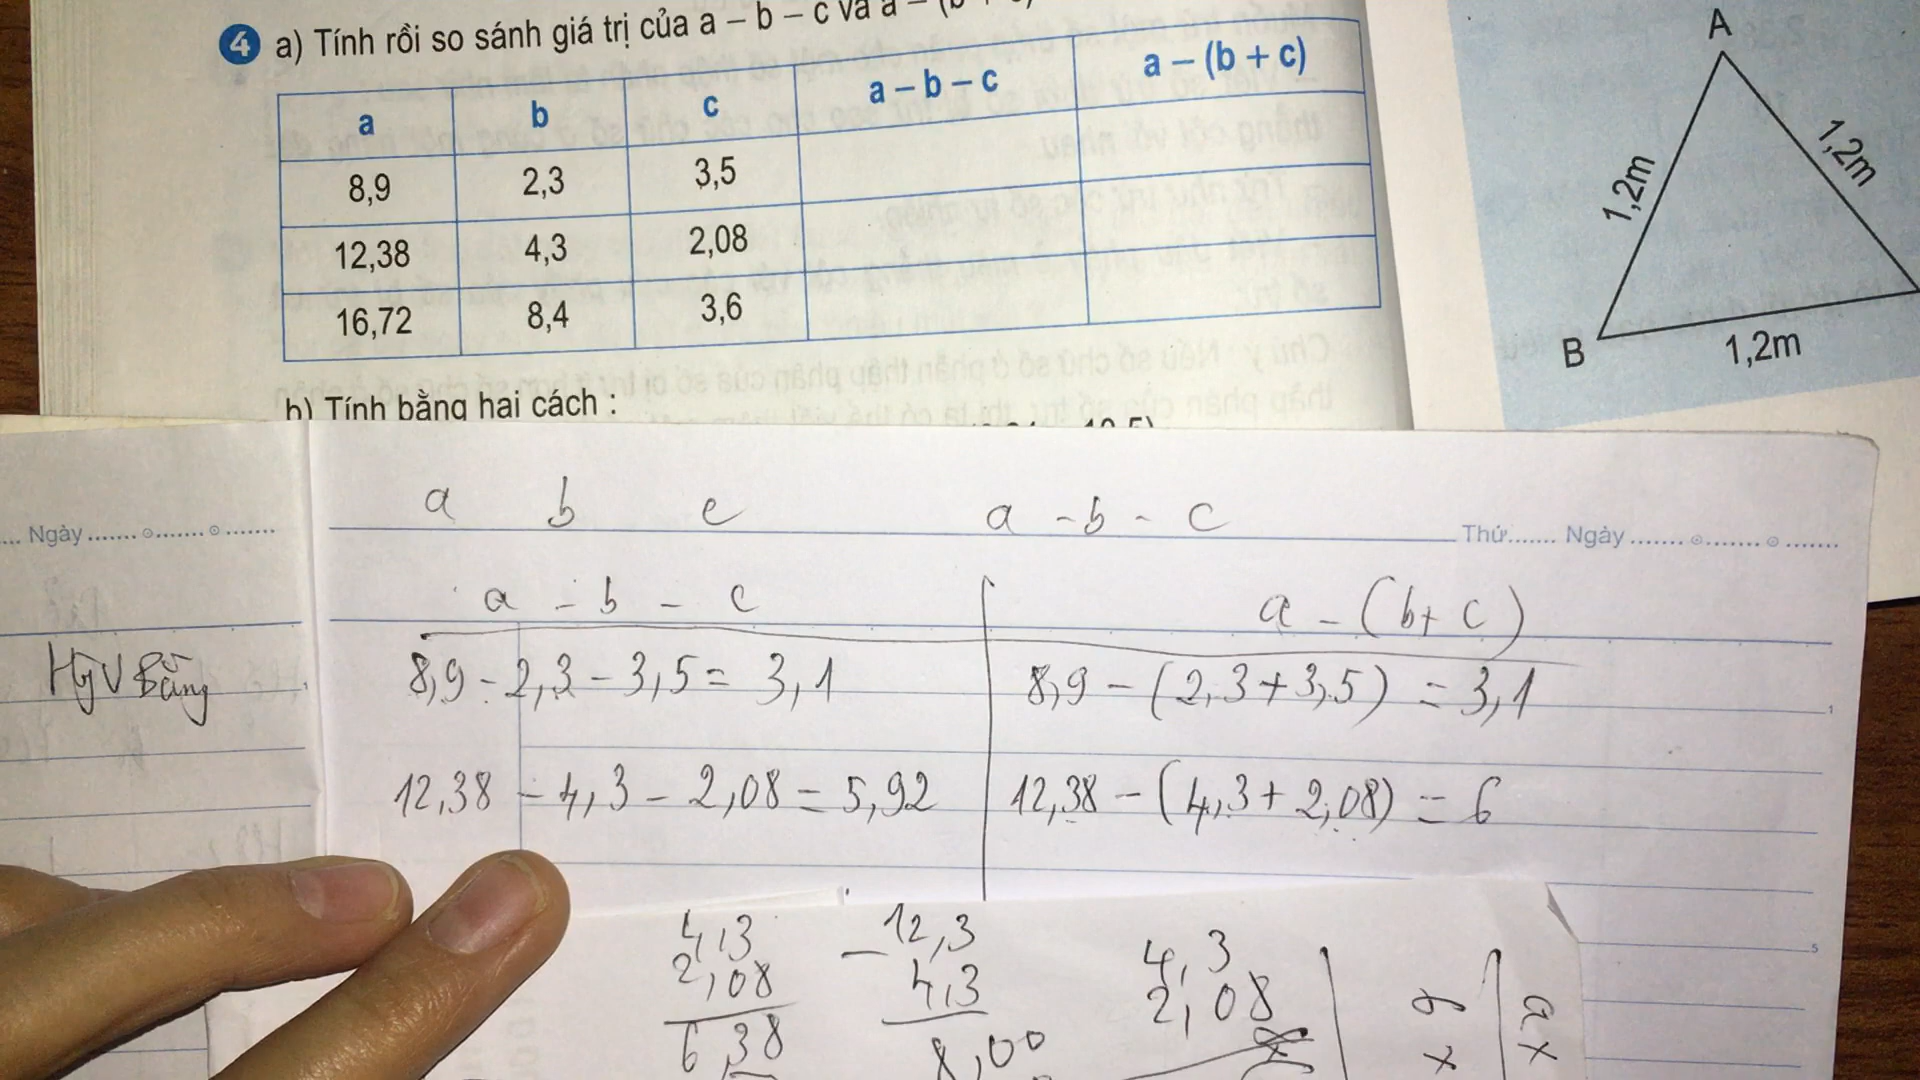 4 a) Tính rồi so sánh giá trị của a – b – c và a – (b + c)
a b c a – b – c a – (b + c)
8,9 2,3 3,5
12,38 4,3 2,08
16,72 8,4 3,6
b) Tính bằng hai cách :
A
1,2m
1,2m
B
1,2m
a b c a - b - c
Ngày
Thứ Ngày
a - b - c a - (b + c)
8,9 - 2,3 - 3,5 = 3,1 8,9 - (2,3 + 3,5) = 3,1
12,38 - 4,3 - 2,08 = 5,92 12,38 - (4,3 + 2,08) = 6
4,3
2,08
6,38
- 12,3
4,3
8,00
4,3
2,08